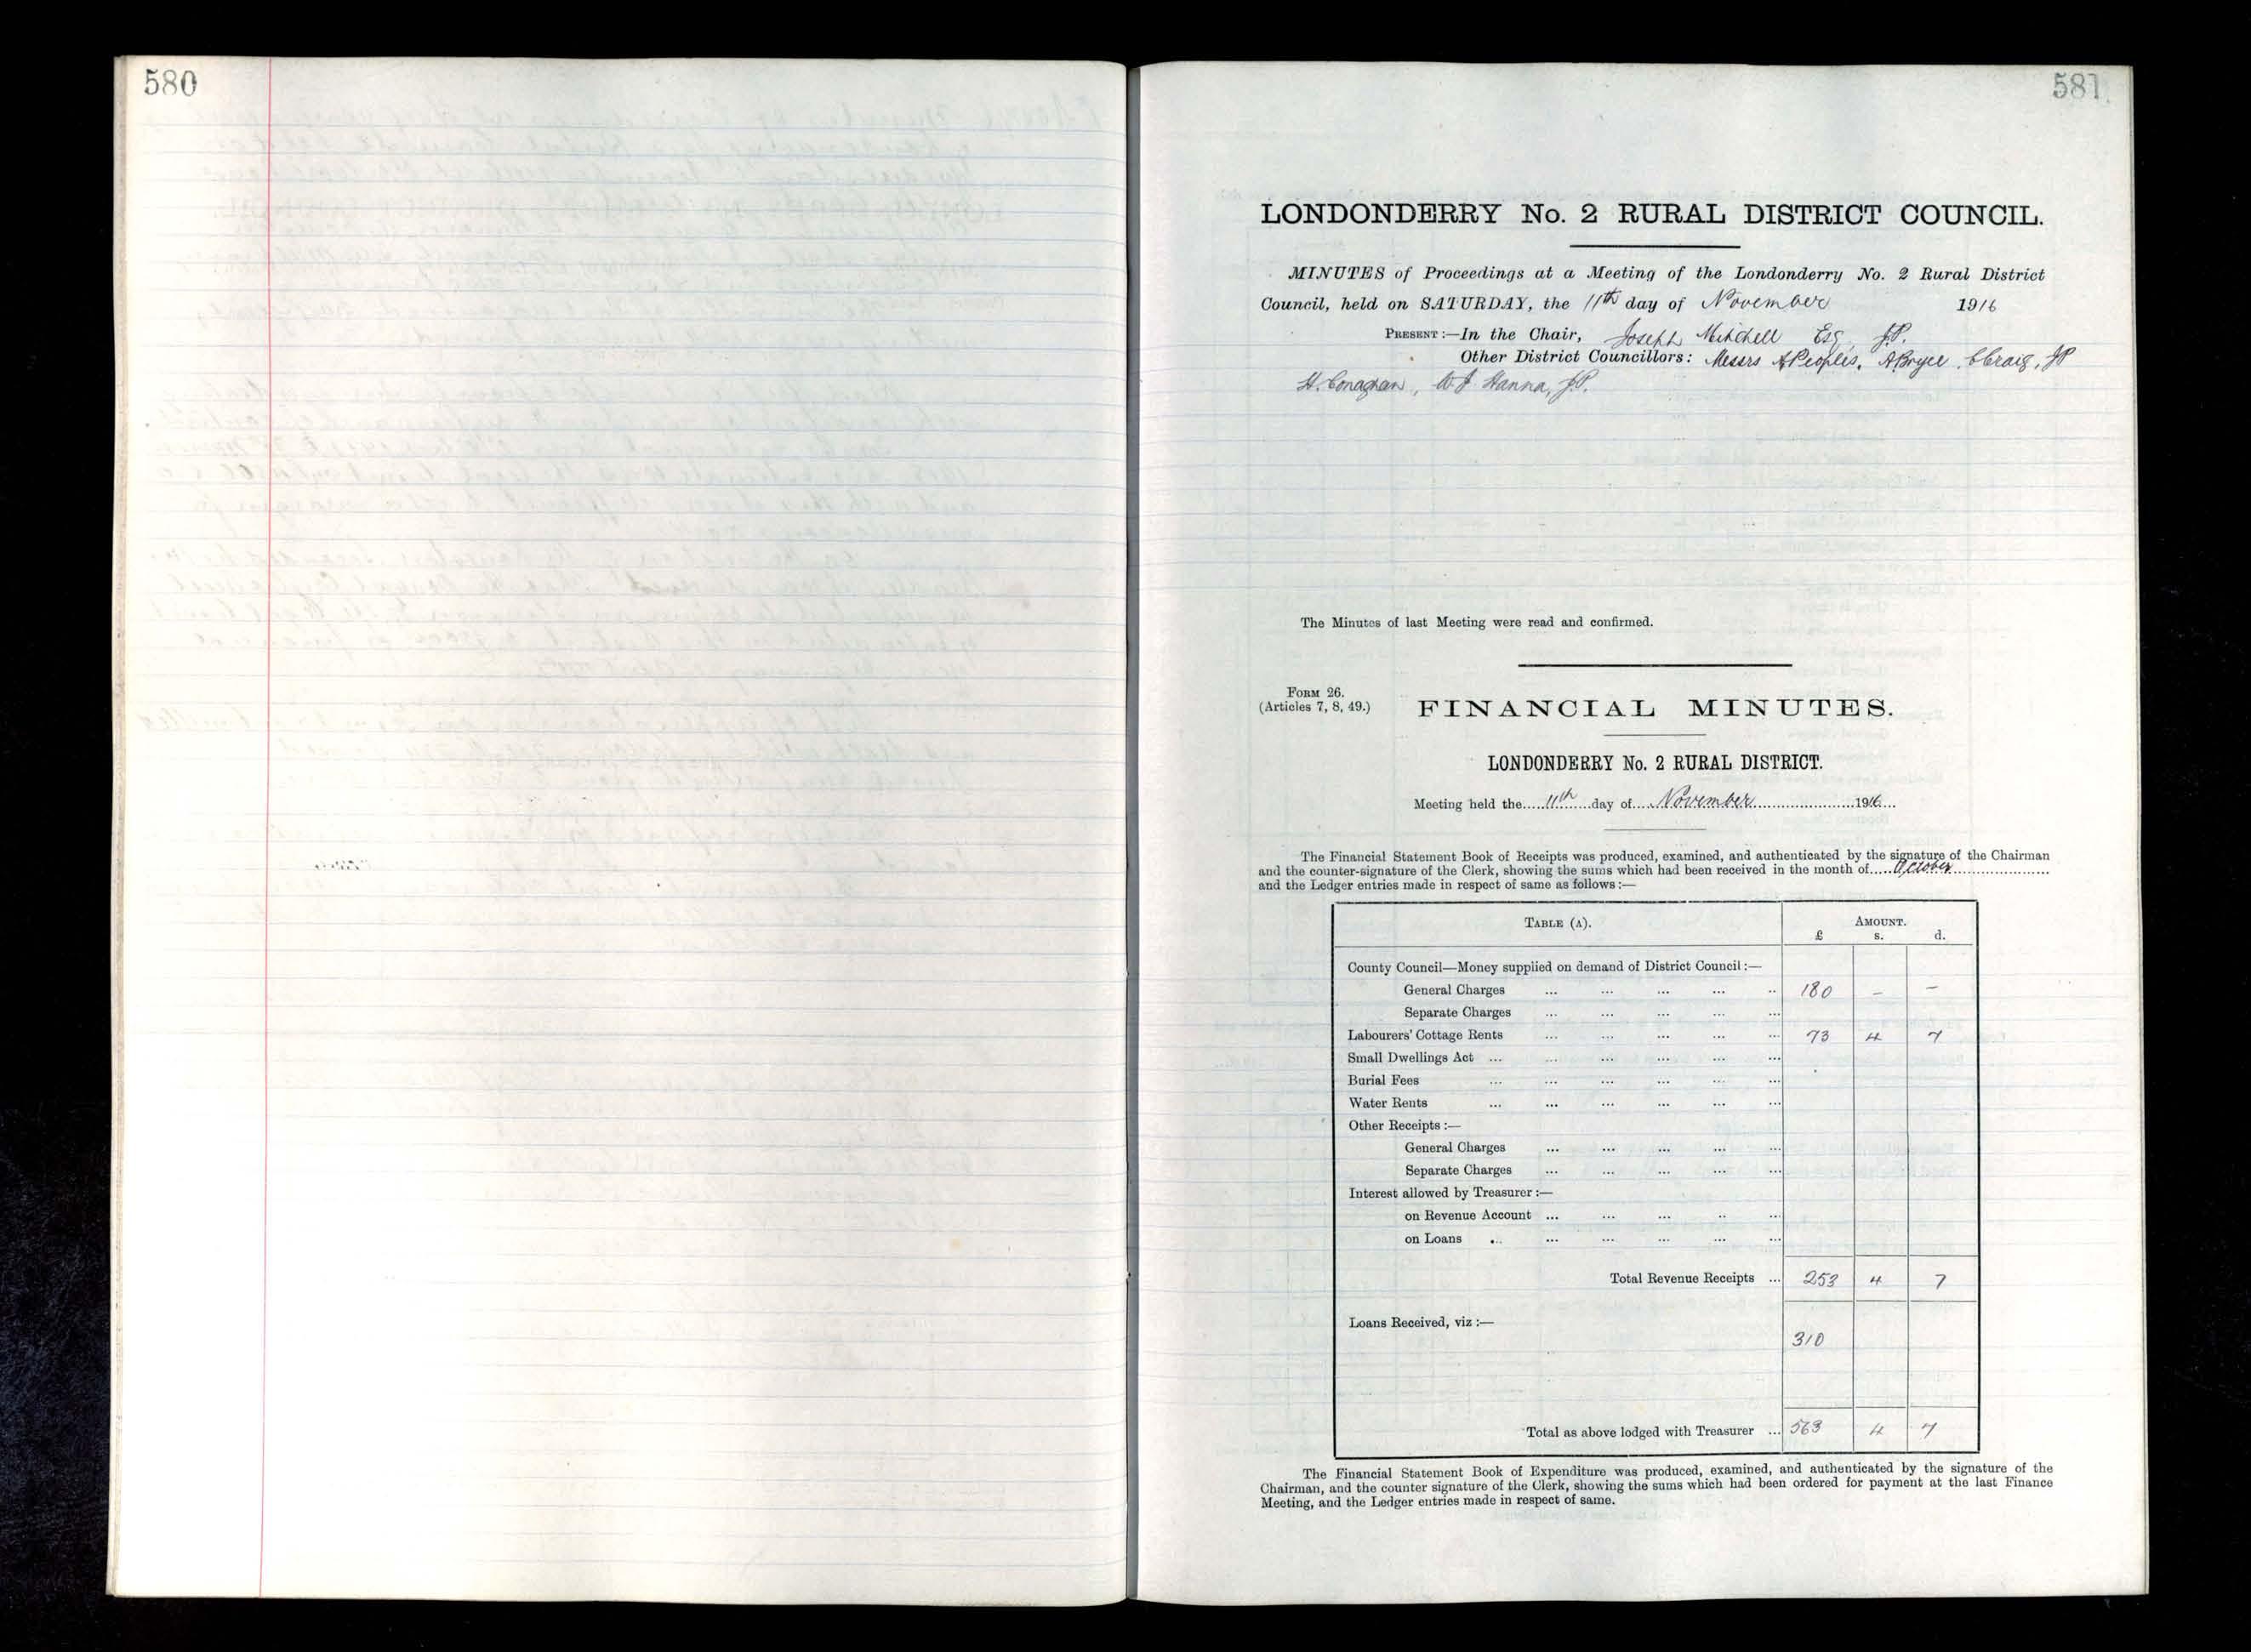 580
581
LONDONDERRY No. 2 RURAL DISTRICT COUNCIL.
MINUTES of Proceedings at a Meeting of the Londonderry No. 2 Rural District
Council, held on SATURDAY, the 11th day of November 1916
PRESENT:—In the Chair, Joseph Mitchell Esq, J.P.
Other District Councillors: Messrs A Peoples, A Bryce, C Craig, JP
H. Conaghan, W. J. Hanna, J.P.
The Minutes of last Meeting were read and confirmed.
FORM 26.
(Articles 7, 8, 49.)
FINANCIAL MINUTES.
LONDONDERRY No. 2 RURAL DISTRICT.
Meeting held the.....11th.....day of....November......................1916...
The Financial Statement Book of Receipts was produced, examined, and authenticated by the signature of the Chairman
and the counter-signature of the Clerk, showing the sums which had been received in the month of.....October......................
and the Ledger entries made in respect of same as follows:—
TABLE (A). AMOUNT.
£ s. d.
County Council—Money supplied on demand of District Council:—
General Charges ... ... ... ... .. 180 – –
Separate Charges ... ... ... ... ...
Labourers' Cottage Rents ... ... ... ... ... 73 4 7
Small Dwellings Act ... ... ... ... ... ...
Burial Fees ... ... ... ... ... ...
Water Rents ... ... ... ... ... ...
Other Receipts:—
General Charges ... ... ... ... ...
Separate Charges ... ... ... ... ...
Interest allowed by Treasurer:—
on Revenue Account ... ... ... .. ...
on Loans ... ... ... ... ... ...
Total Revenue Receipts ... 253 4 7
Loans Received, viz:—
310
Total as above lodged with Treasurer ... 563 4 7
The Financial Statement Book of Expenditure was produced, examined, and authenticated by the signature of the
Chairman, and the counter signature of the Clerk, showing the sums which had been ordered for payment at the last Finance
Meeting, and the Ledger entries made in respect of same.